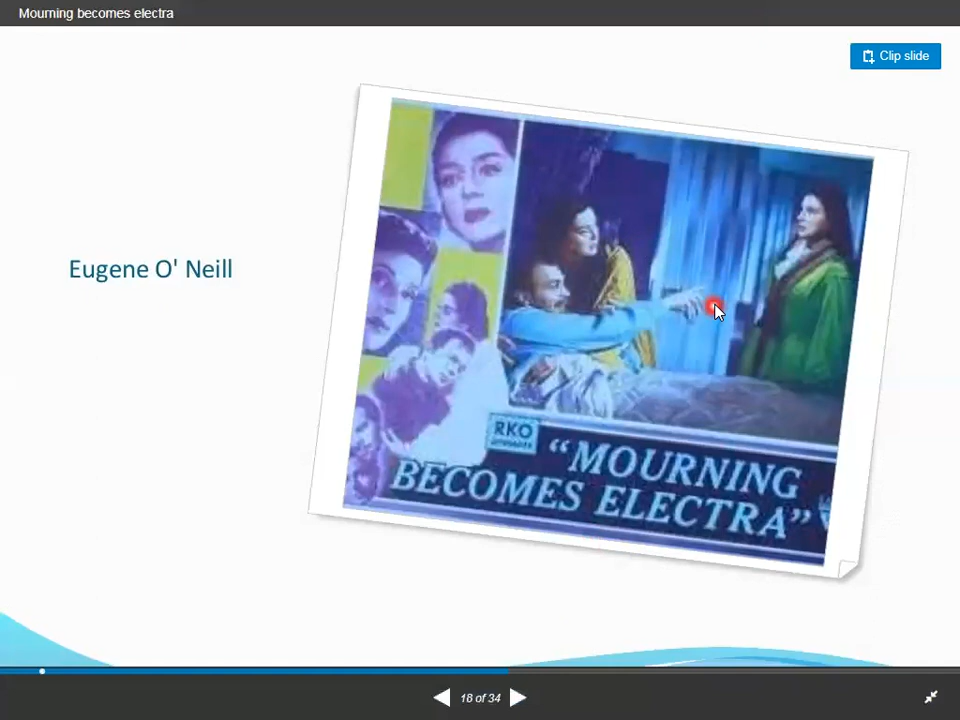 Mourning becomes electra
Clip slide
Eugene O' Neill
RKO
"MOURNING
BECOMES ELECTRA"
18 of 34